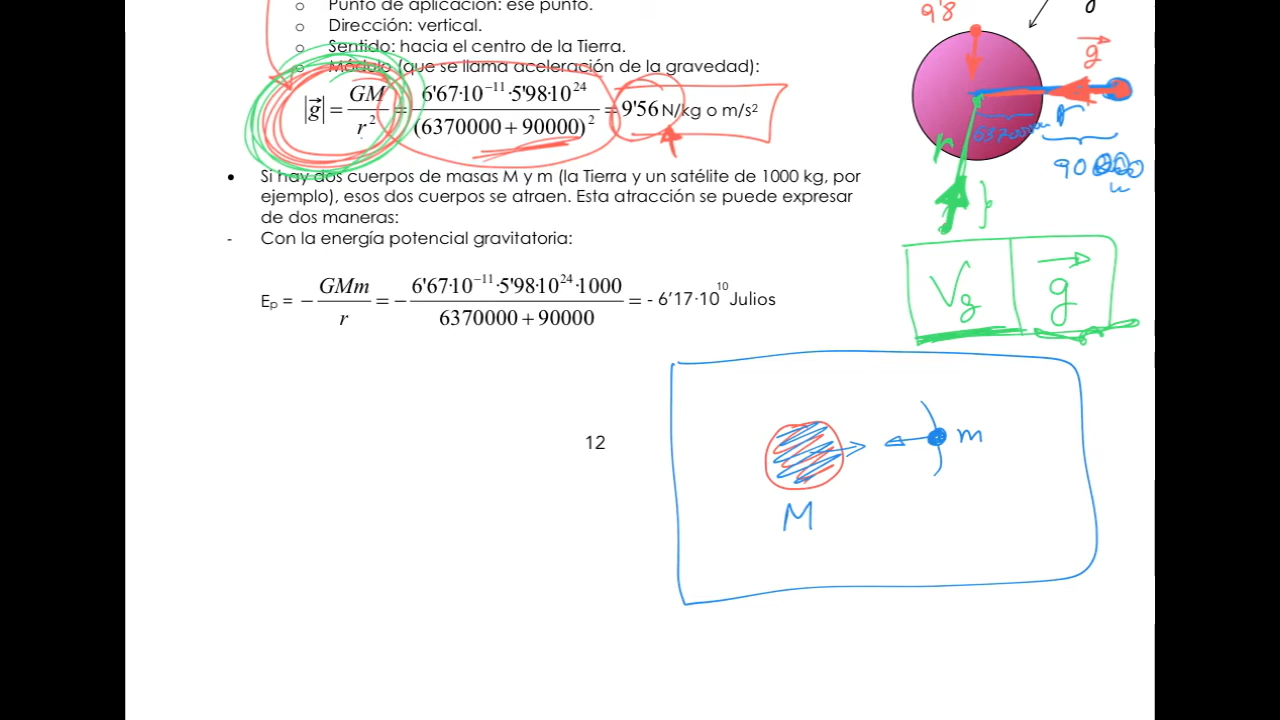 o Punto de aplicación: ese punto.
o Dirección: vertical.
o Sentido: hacia el centro de la Tierra.
o Módulo (que se llama aceleración de la gravedad):
|g⃗| = GM / r² = 6'67·10⁻¹¹·5'98·10²⁴ / (6370000 + 90000)² = 9'56 N/kg o m/s²
• Si hay dos cuerpos de masas M y m (la Tierra y un satélite de 1000 kg, por
ejemplo), esos dos cuerpos se atraen. Esta atracción se puede expresar
de dos maneras:
- Con la energía potencial gravitatoria:
Eₚ = − GMm / r = − 6'67·10⁻¹¹·5'98·10²⁴·1000 / 6370000 + 90000 = - 6'17·10¹⁰ Julios
12
9'8
g⃗
r
r
90
Vg g⃗
m
M